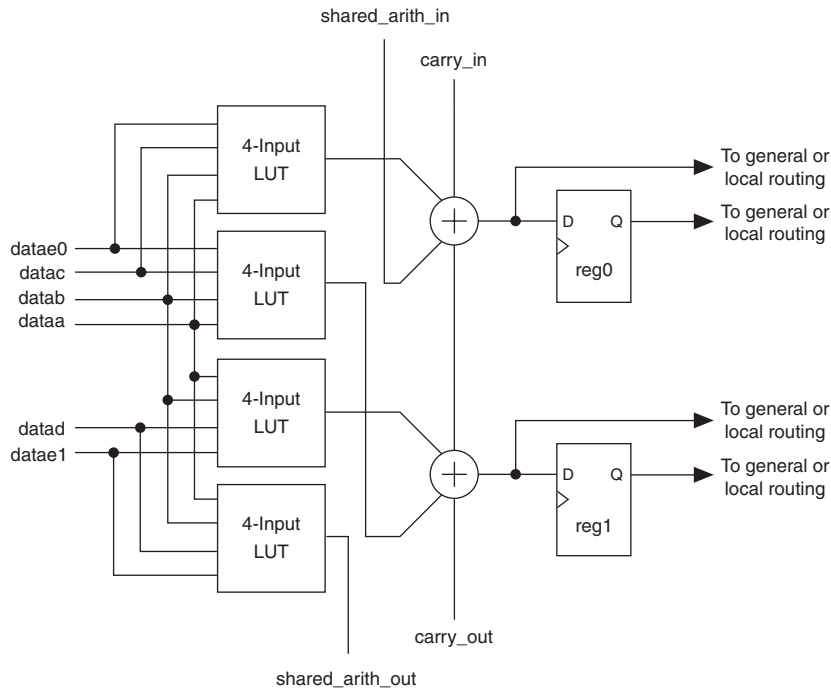 shared_arith_in
carry_in
4-Input
LUT
To general or
local routing
D Q
reg0
To general or
local routing
datae0
datac
datab
dataa
4-Input
LUT
4-Input
LUT
To general or
local routing
datad
datae1
D Q
reg1
To general or
local routing
4-Input
LUT
carry_out
shared_arith_out